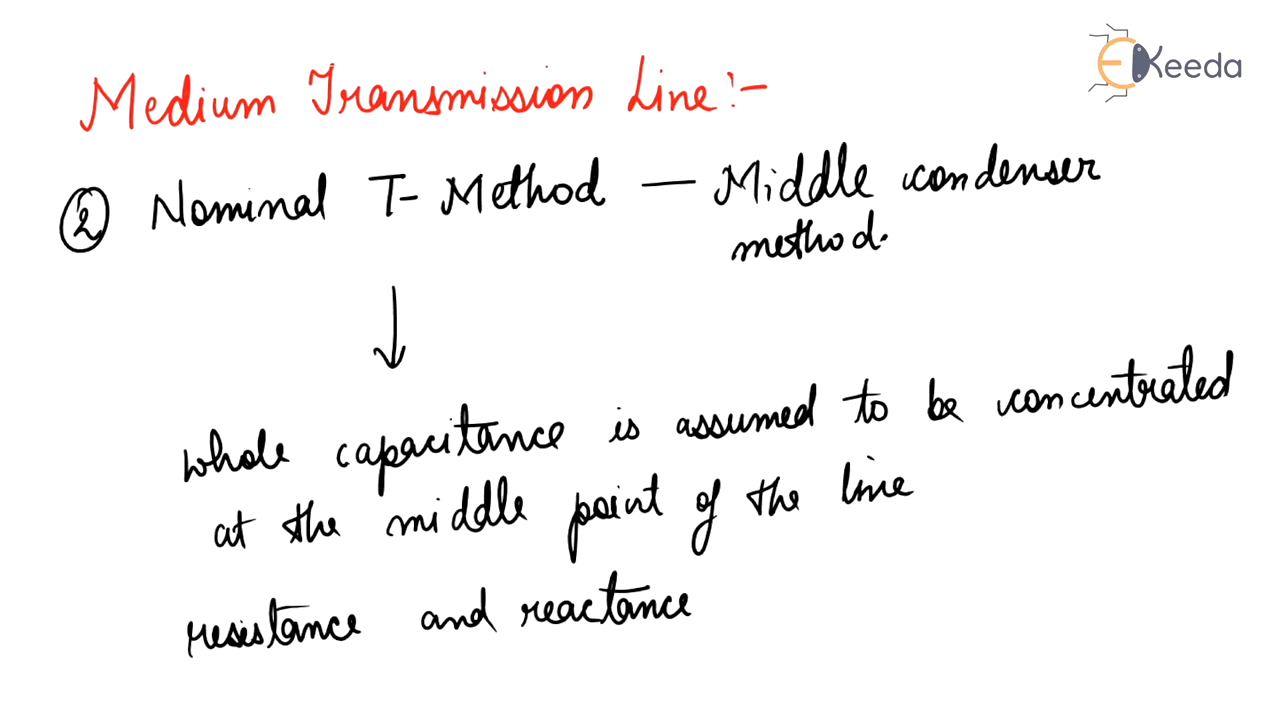 EKeeda
Medium Transmission Line:-
② Nominal T- Method — Middle condenser
method.
whole capacitance is assumed to be concentrated
at the middle point of the line
resistance and reactance